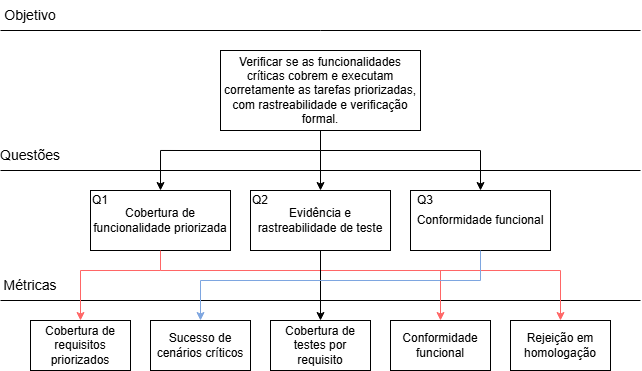 Objetivo
Verificar se as funcionalidades
críticas cobrem e executam
corretamente as tarefas priorizadas,
com rastreabilidade e verificação
formal.
Questões
Q1
Cobertura de
funcionalidade priorizada
Q2
Evidência e
rastreabilidade de teste
Q3
Conformidade funcional
Métricas
Cobertura de
requisitos
priorizados
Sucesso de
cenários críticos
Cobertura de
testes por
requisito
Conformidade
funcional
Rejeição em
homologação